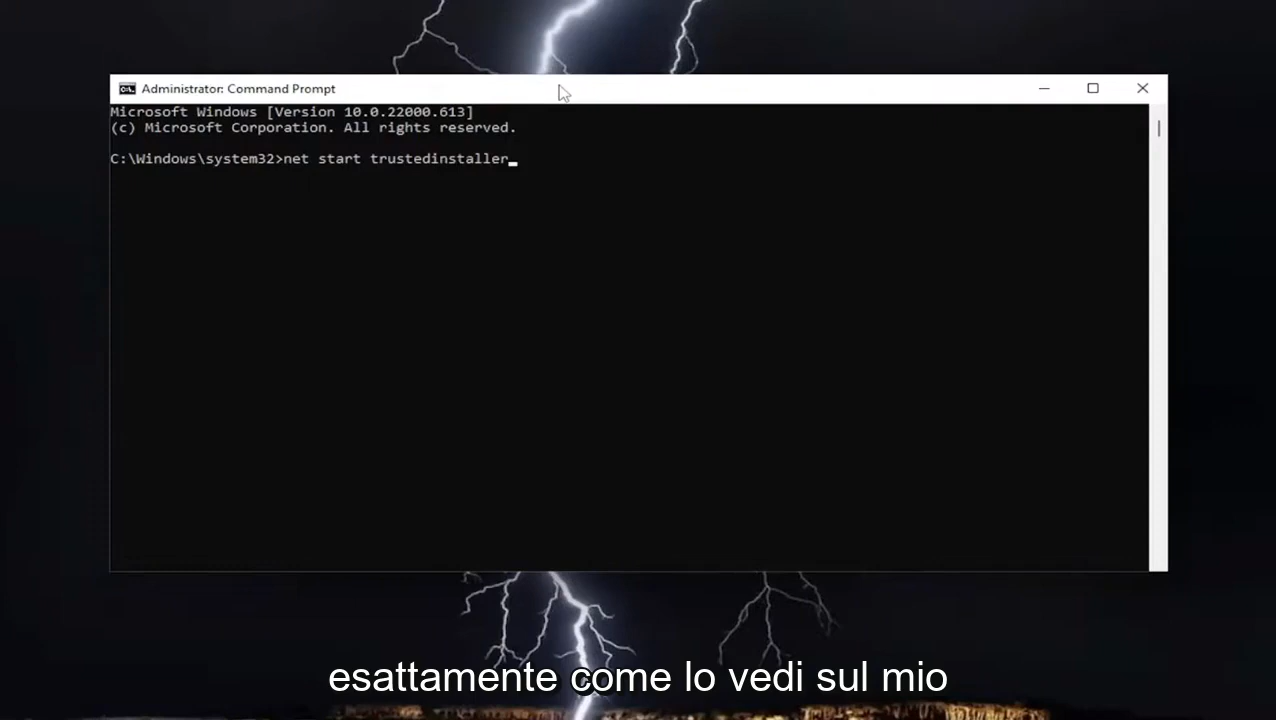 Administrator: Command Prompt
Microsoft Windows [Version 10.0.22000.613]
(c) Microsoft Corporation. All rights reserved.
C:\Windows\system32>net start trustedinstaller
esattamente come lo vedi sul mio